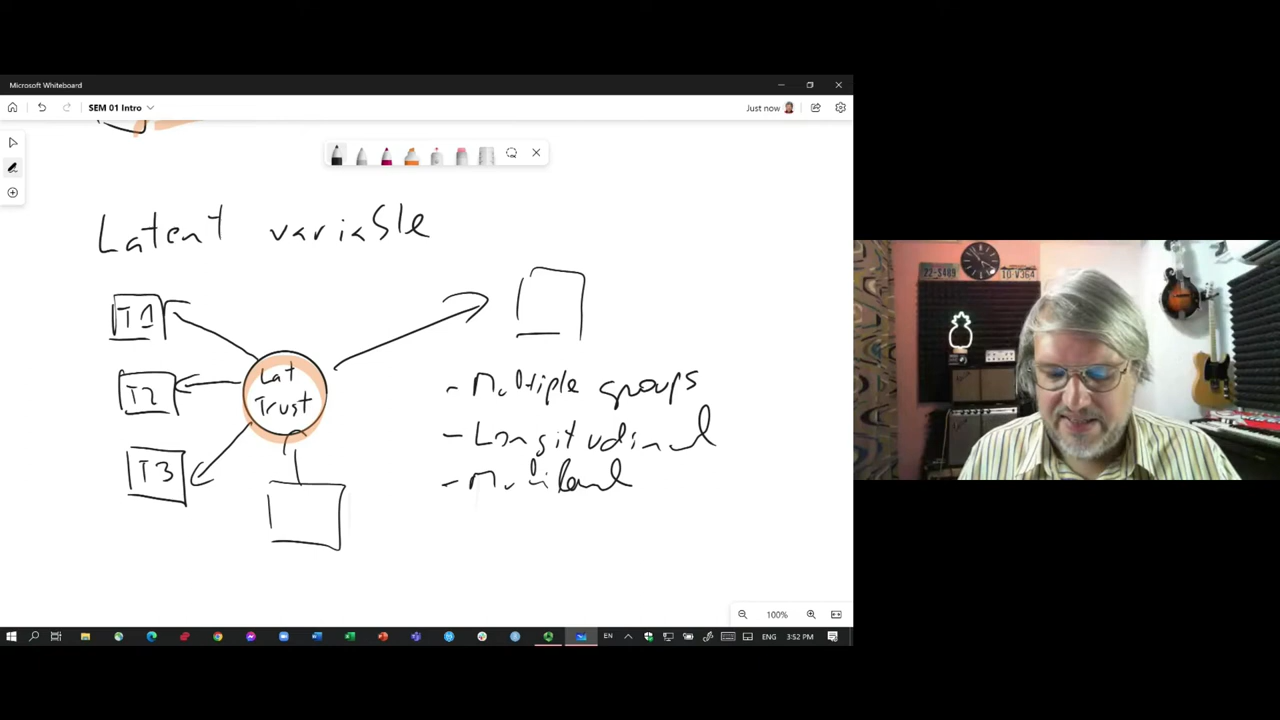 Microsoft Whiteboard
SEM 01 Intro
Just now
Latent variable
T1
T2
T3
Lat
Trust
- Multiple groups
- Longitudinal
100%
EN
ENG
3:52 PM